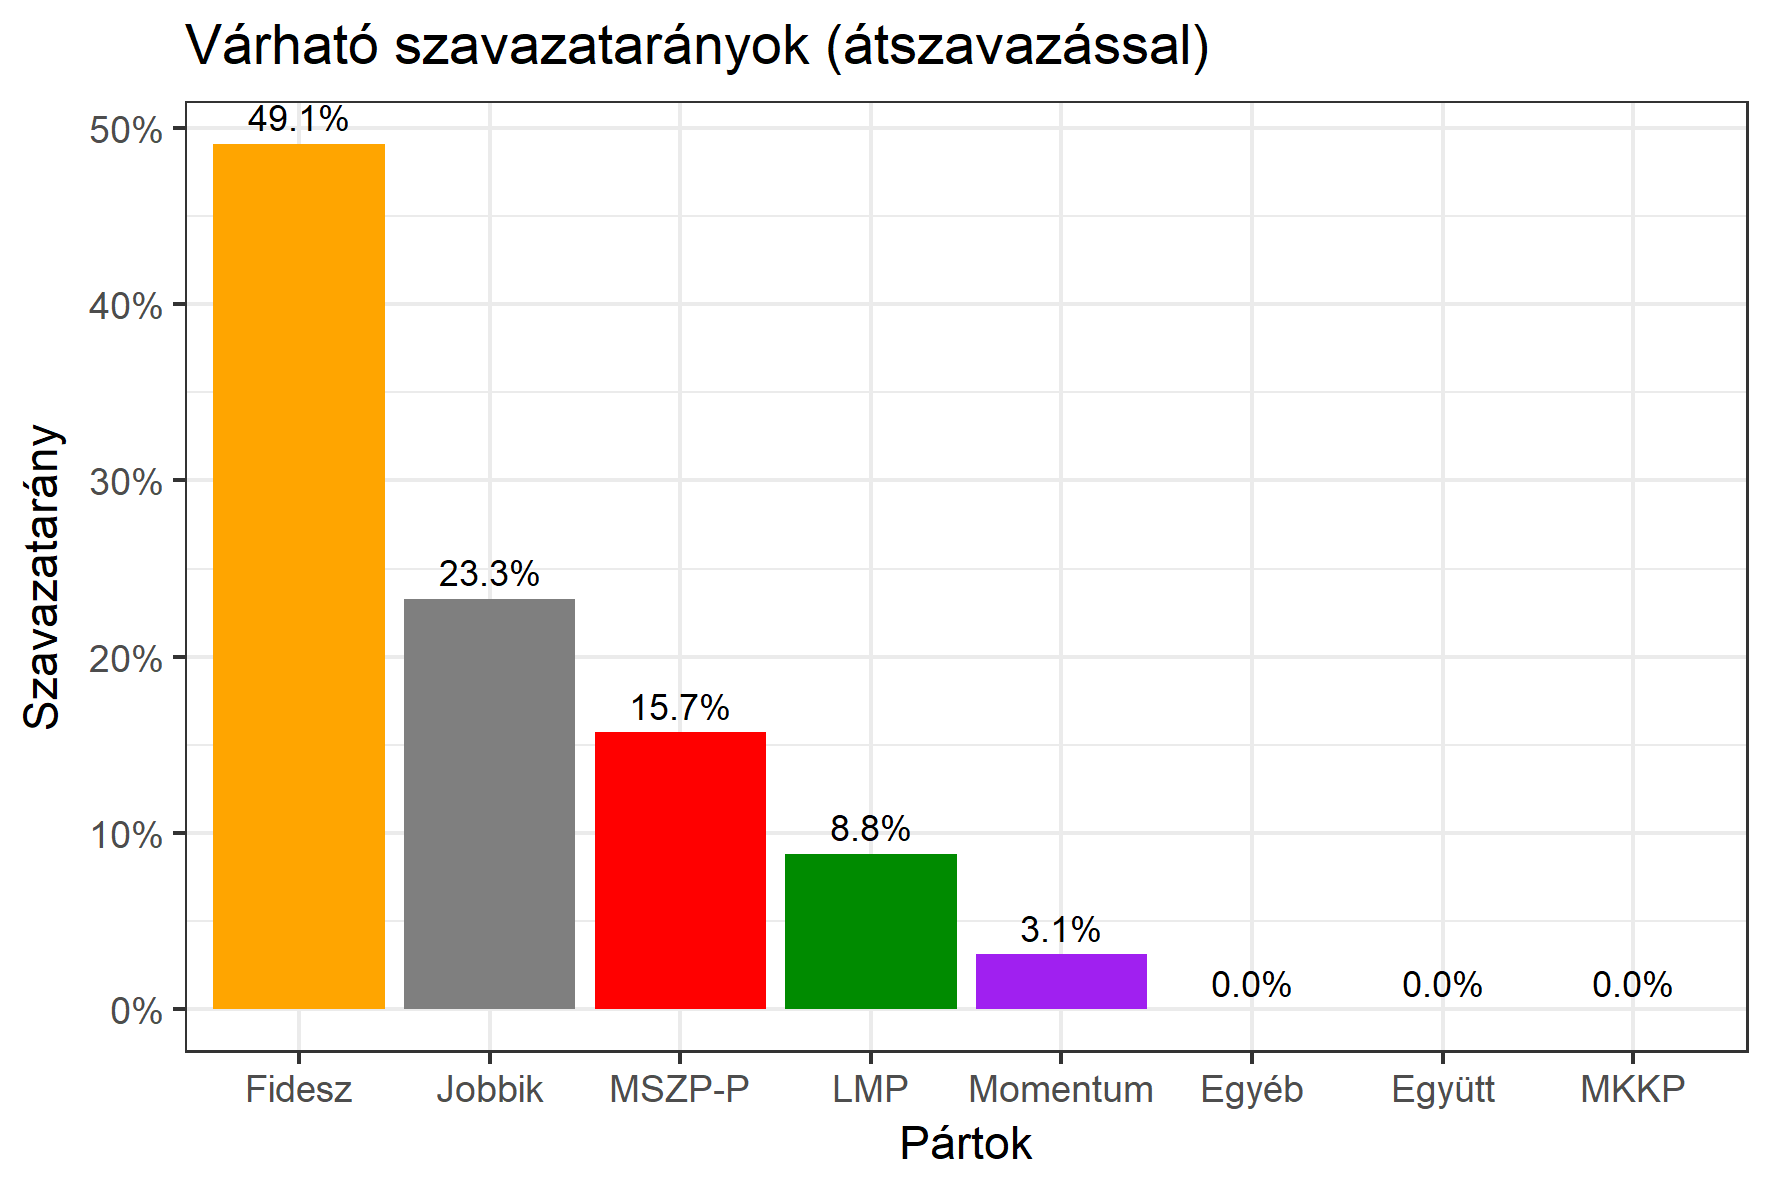 Várható szavazatarányok (átszavazással)
49.1%
50%
40%
30%
23.3%
20%
15.7%
10%
8.8%
3.1%
0.0%
0.0%
0.0%
0%
Szavazatarány
Fidesz
Jobbik
MSZP-P
LMP
Momentum
Egyéb
Együtt
MKKP
Pártok